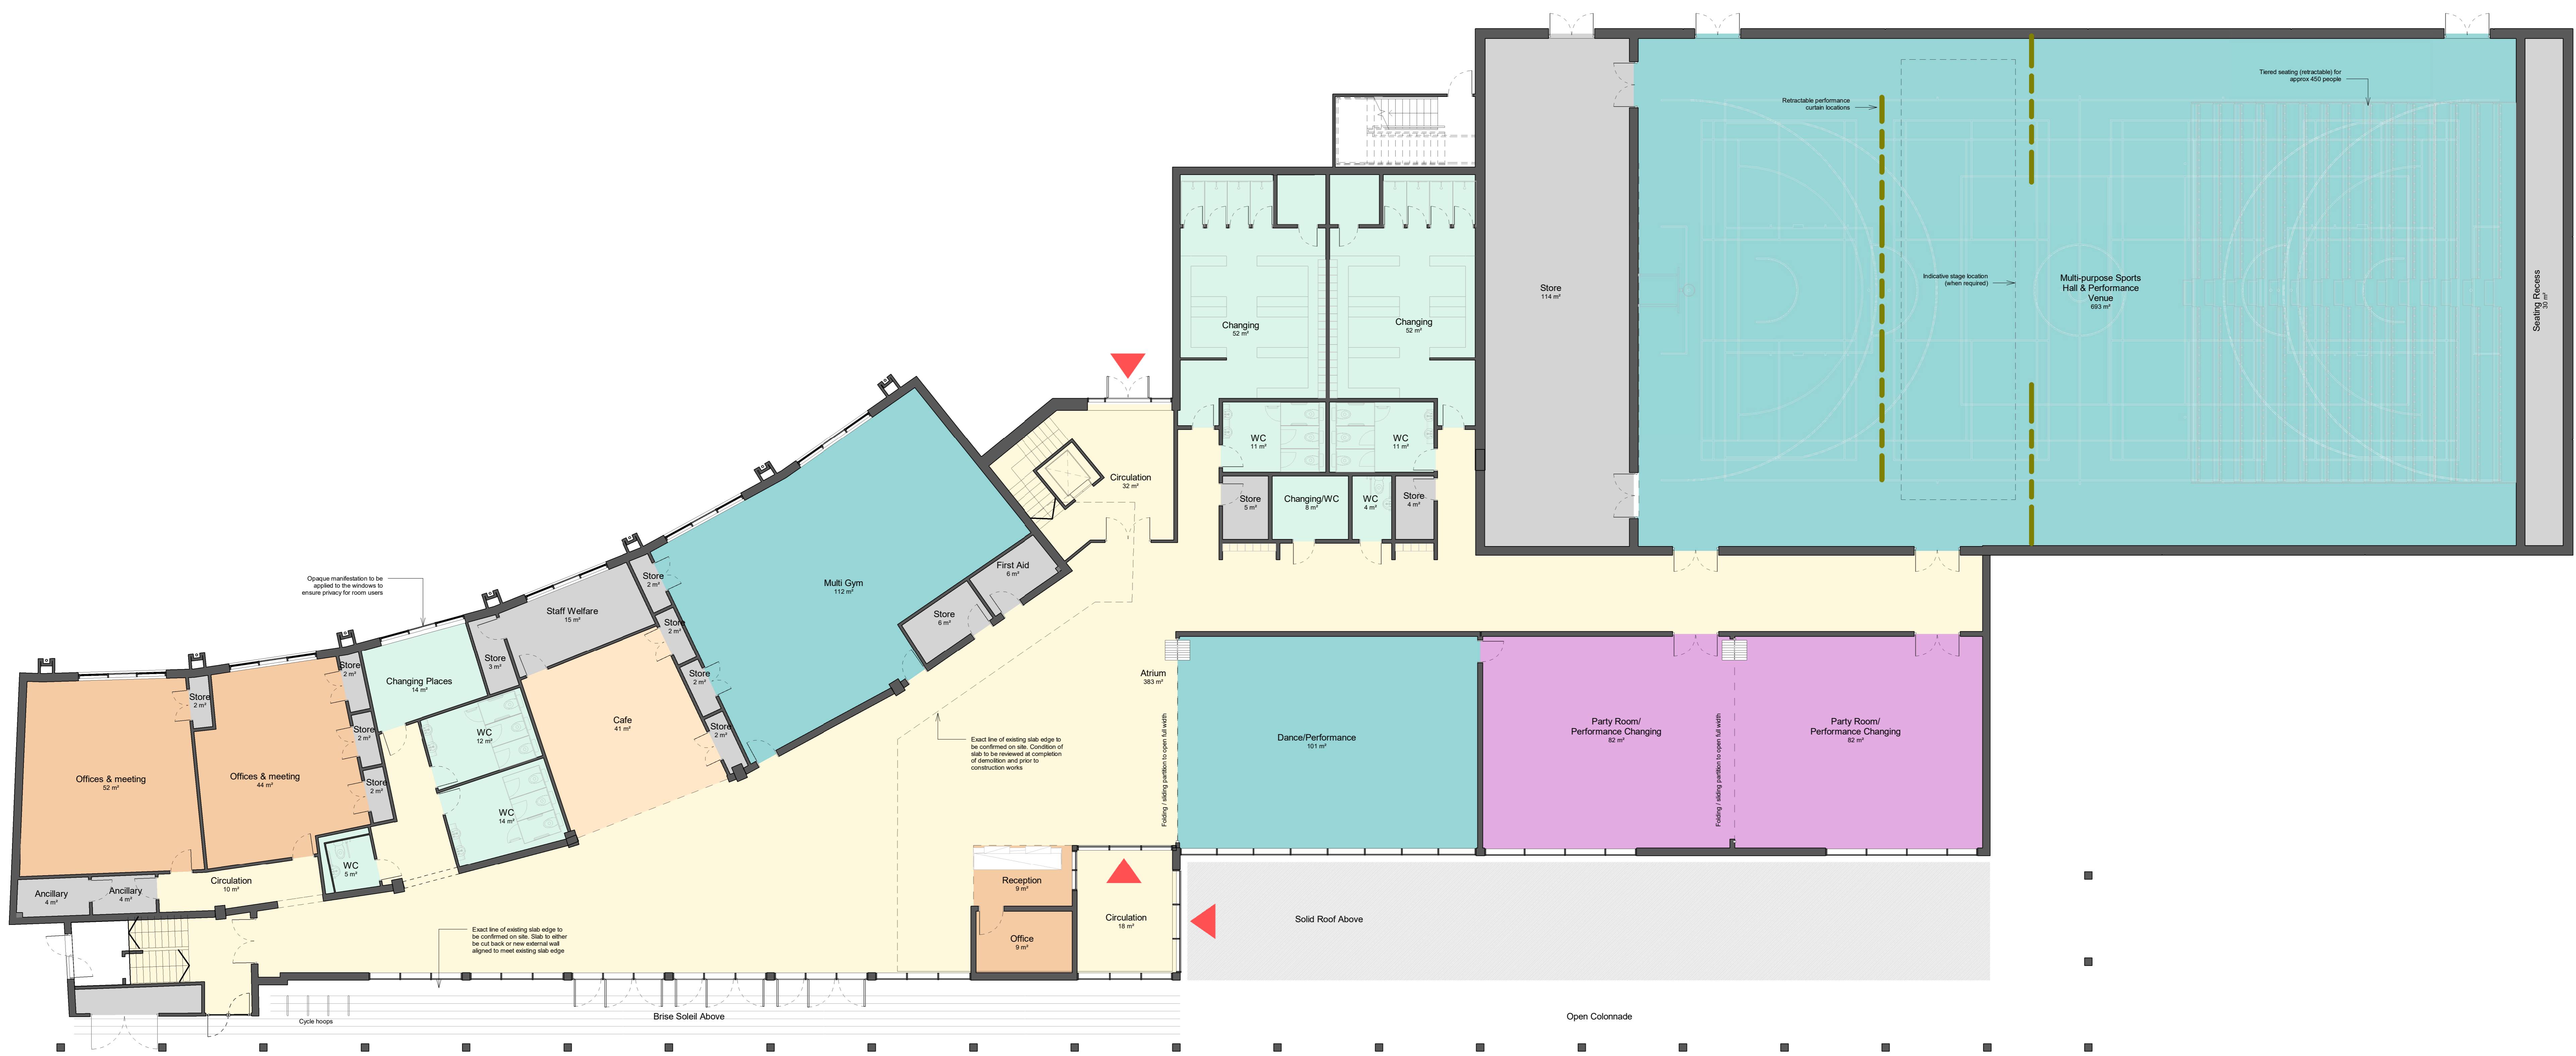 Tiered seating (retractable) for
approx 450 people
Retractable performance
curtain locations
Indicative stage location
(when required)
Multi-purpose Sports
Hall & Performance
Venue
693 m²
Seating Recess
30 m²
Store
114 m²
Changing
52 m²
Changing
52 m²
WC
11 m²
WC
11 m²
Store
5 m²
Changing/WC
8 m²
WC
4 m²
Store
4 m²
Circulation
32 m²
Multi Gym
112 m²
First Aid
6 m²
Store
6 m²
Opaque manifestation to be
applied to the windows to
ensure privacy for room users
Staff Welfare
15 m²
Store
2 m²
Store
2 m²
Store
2 m²
Store
2 m²
Store
3 m²
Changing Places
14 m²
Store
2 m²
Store
2 m²
Store
2 m²
Store
2 m²
Cafe
41 m²
WC
12 m²
WC
14 m²
Offices & meeting
52 m²
Offices & meeting
44 m²
WC
5 m²
Ancillary
4 m²
Ancillary
4 m²
Circulation
10 m²
Atrium
383 m²
Exact line of existing slab edge to
be confirmed on site. Condition of
slab to be reviewed at completion
of demolition and prior to
construction works
Folding / sliding partition to open full width
Dance/Performance
101 m²
Party Room/
Performance Changing
82 m²
Folding / sliding partition to open full width
Party Room/
Performance Changing
82 m²
Reception
9 m²
Office
9 m²
Circulation
18 m²
Solid Roof Above
Exact line of existing slab edge to
be confirmed on site. Slab to either
be cut back or new external wall
aligned to meet existing slab edge
Cycle hoops
Brise Soleil Above
Open Colonnade